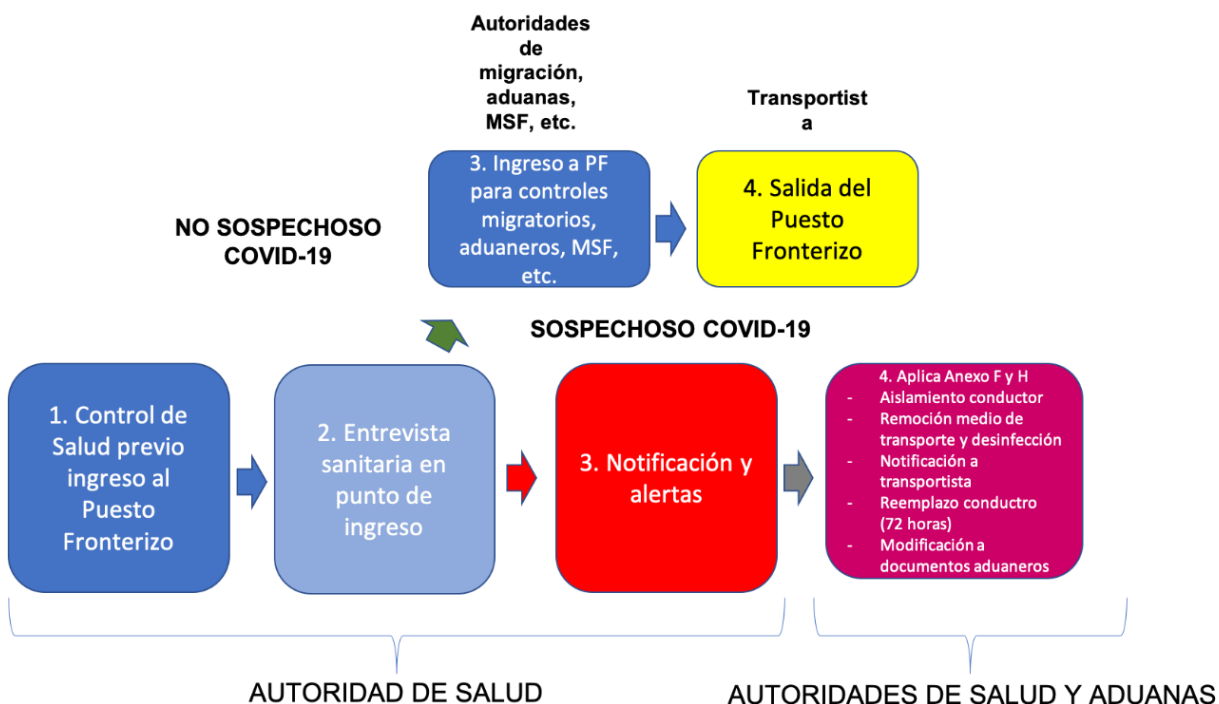 Autoridades
de
migración,
aduanas,
MSF, etc.
Transportist
a
3. Ingreso a PF
para controles
migratorios,
aduaneros, MSF,
etc.
4. Salida del
Puesto
Fronterizo
NO SOSPECHOSO
COVID-19
SOSPECHOSO COVID-19
1. Control de
Salud previo
ingreso al
Puesto
Fronterizo
2. Entrevista
sanitaria en
punto de
ingreso
3. Notificación y
alertas
4. Aplica Anexo F y H
- Aislamiento conductor
- Remoción medio de
transporte y desinfección
- Notificación a
transportista
- Reemplazo conductro
(72 horas)
- Modificación a
documentos aduaneros
AUTORIDAD DE SALUD
AUTORIDADES DE SALUD Y ADUANAS